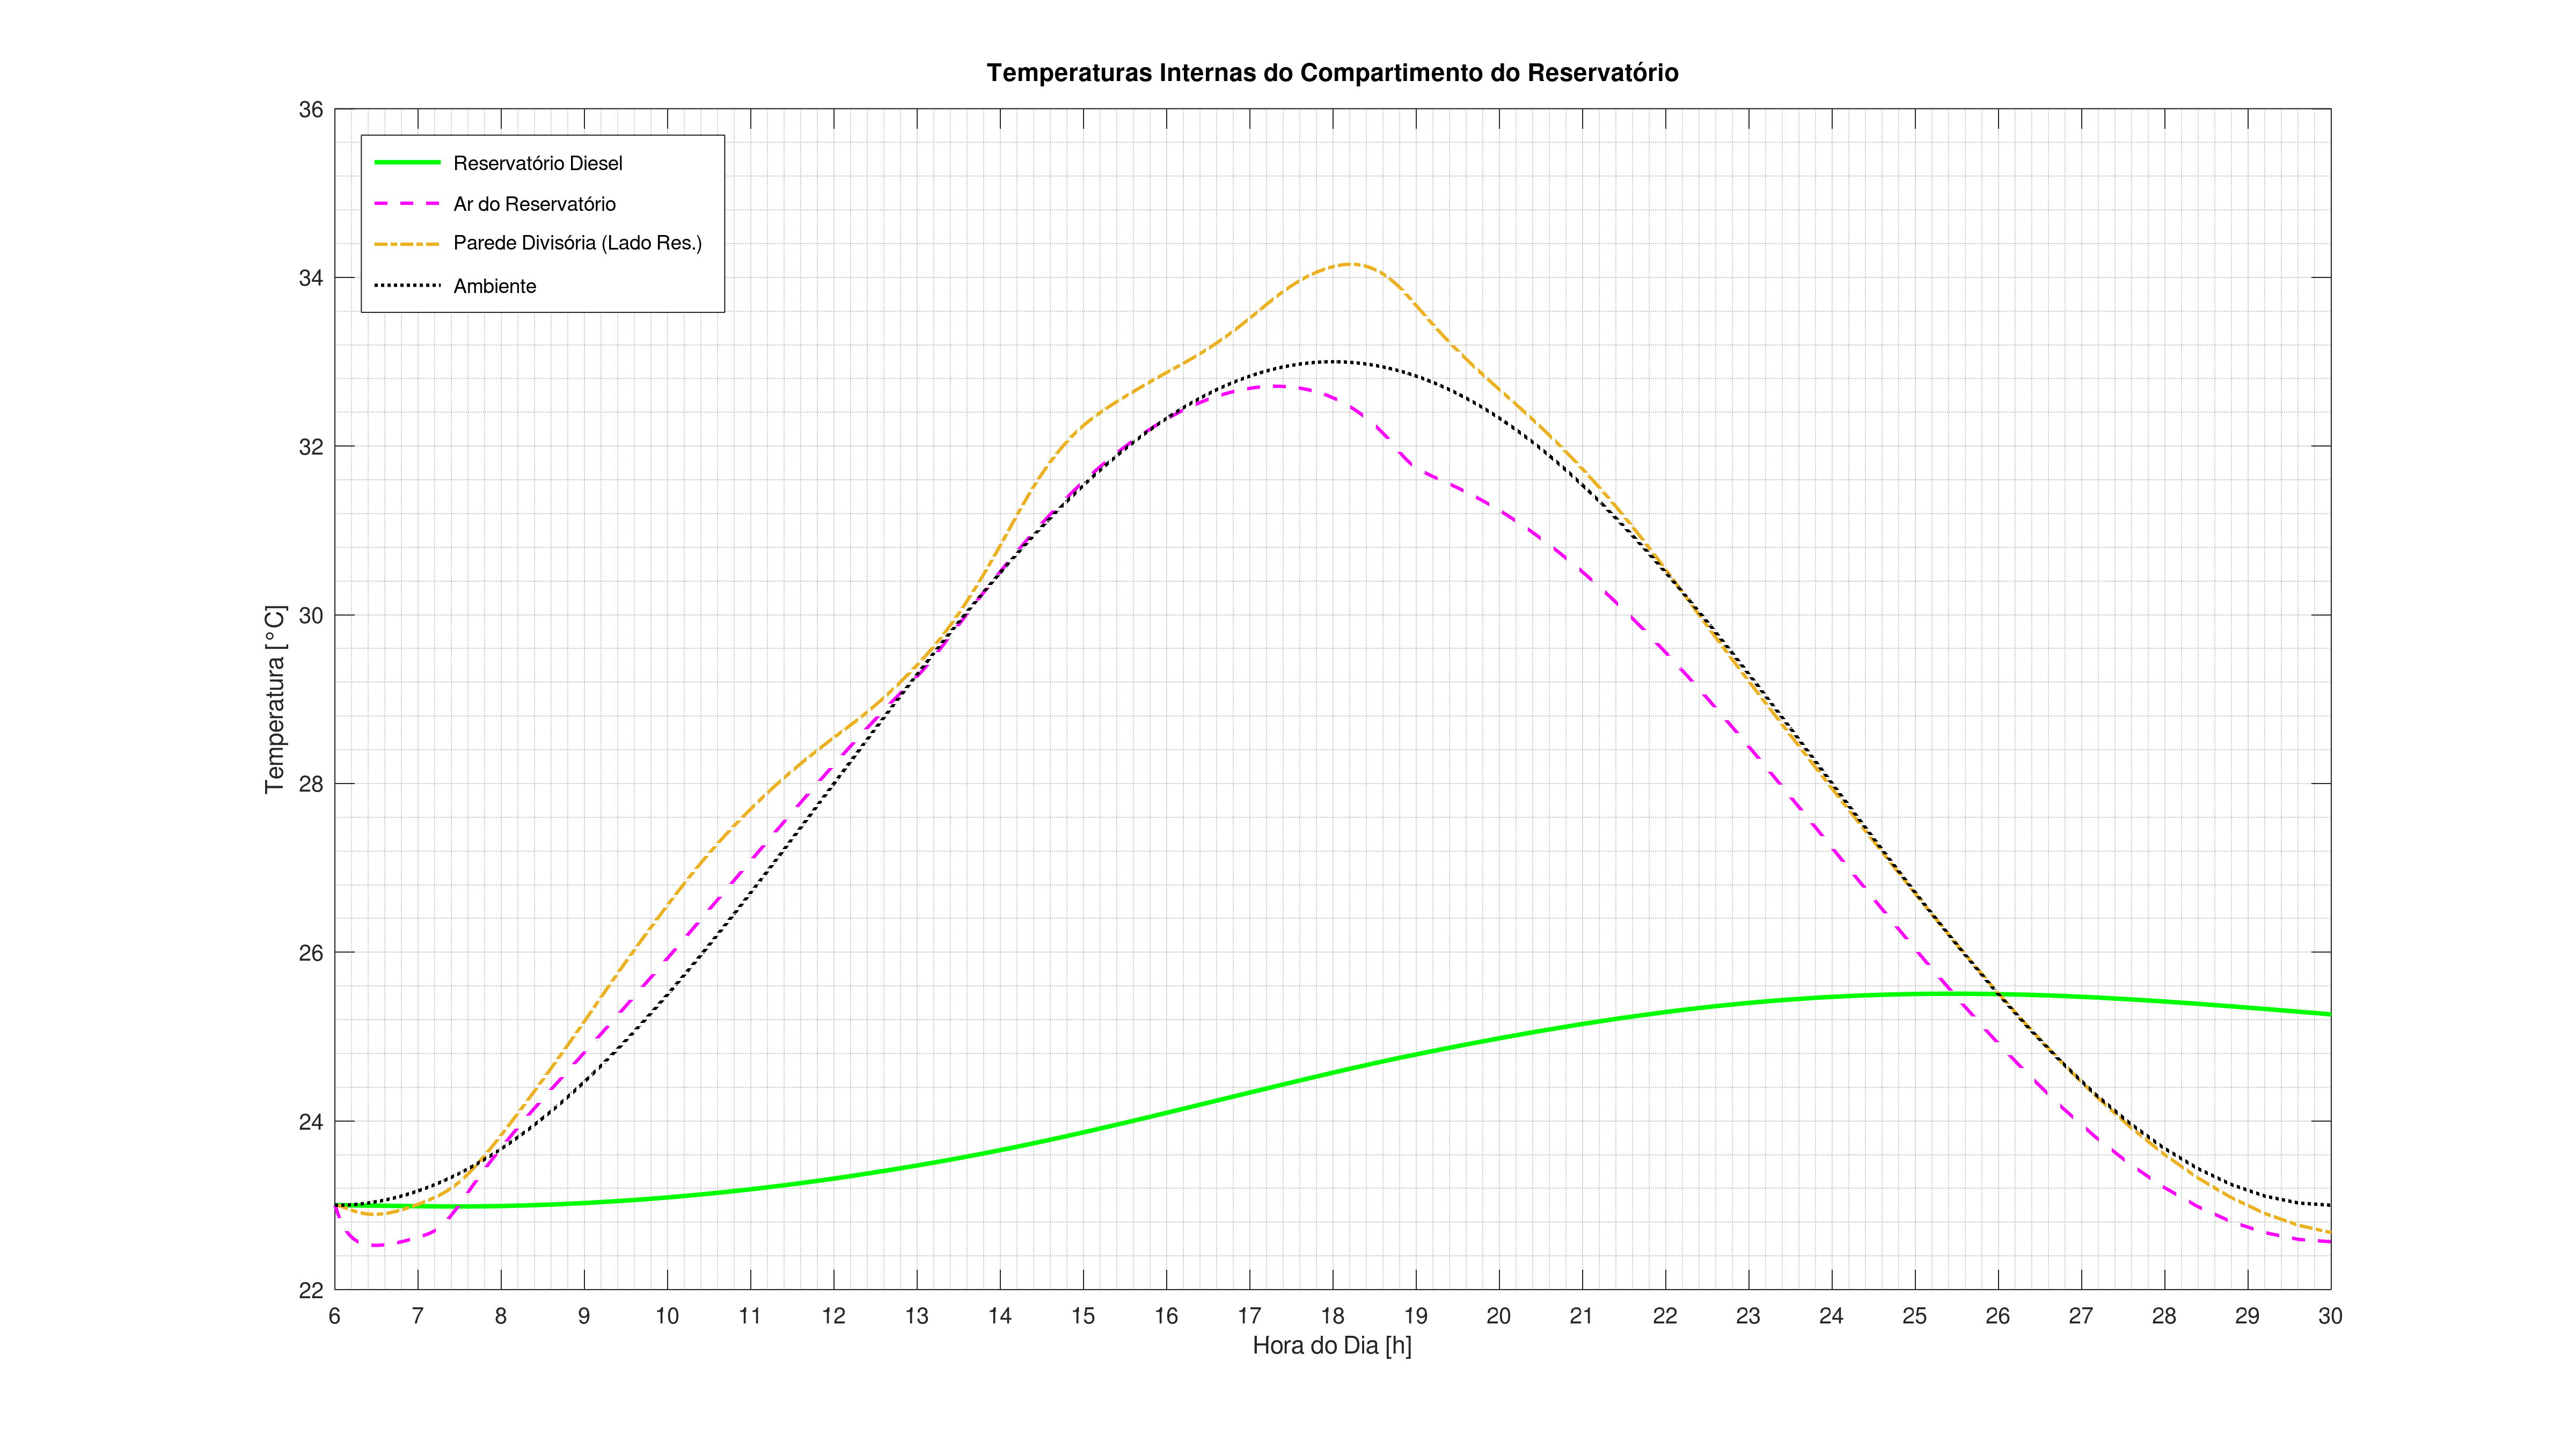 Temperaturas Internas do Compartimento do Reservatório
36
34
32
30
28
26
24
22
Temperatura [°C]
Reservatório Diesel
Ar do Reservatório
Parede Divisória (Lado Res.)
Ambiente
6 7 8 9 10 11 12 13 14 15 16 17 18 19 20 21 22 23 24 25 26 27 28 29 30
Hora do Dia [h]